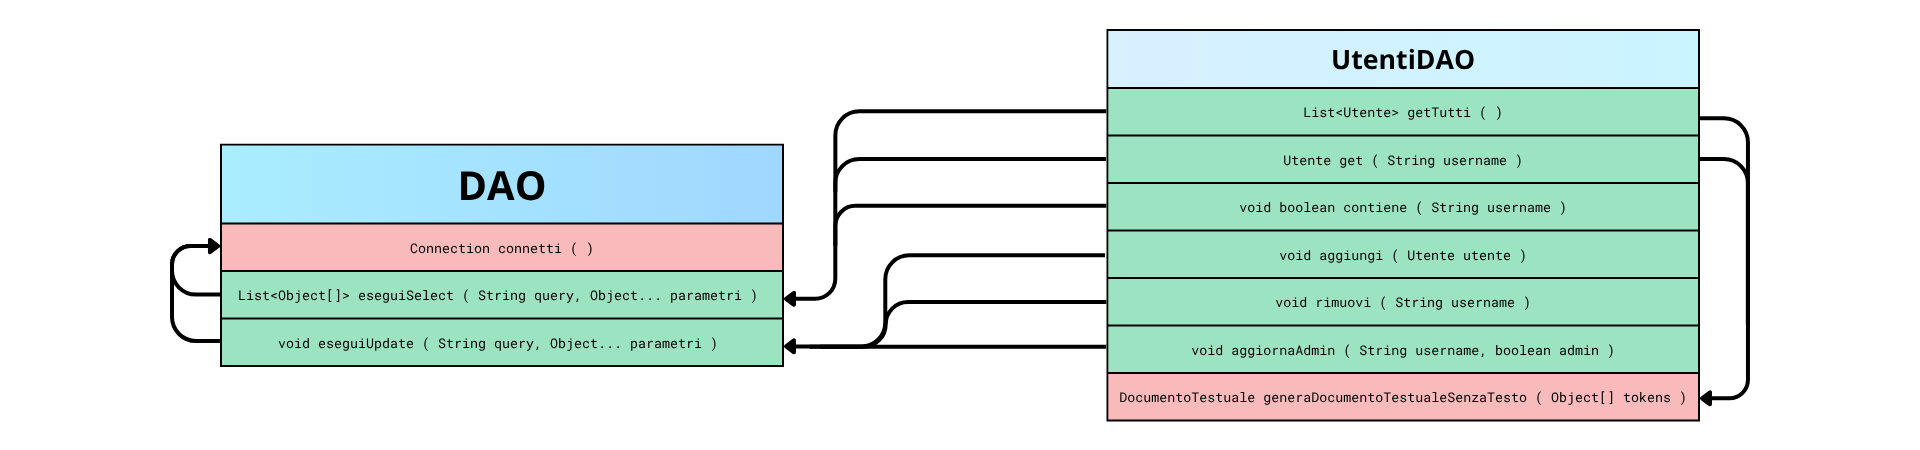 DAO
Connection connetti ( )
List<Object[]> eseguiSelect ( String query, Object... parametri )
void eseguiUpdate ( String query, Object... parametri )
UtentiDAO
List<Utente> getTutti ( )
Utente get ( String username )
void boolean contiene ( String username )
void aggiungi ( Utente utente )
void rimuovi ( String username )
void aggiornaAdmin ( String username, boolean admin )
DocumentoTestuale generaDocumentoTestualeSenzaTesto ( Object[] tokens )